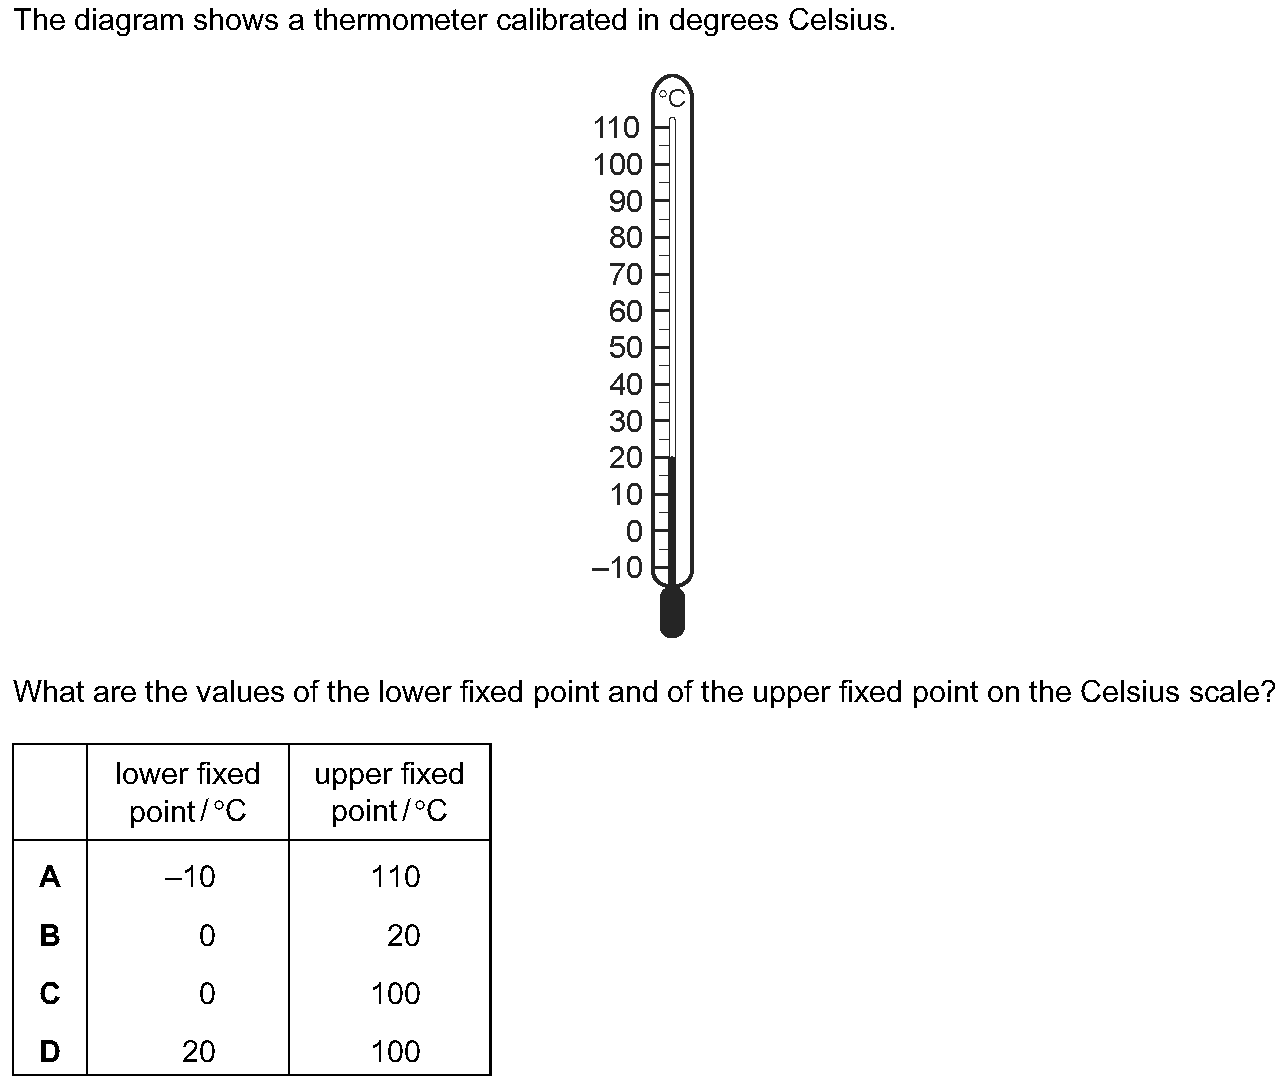 The diagram shows a thermometer calibrated in degrees Celsius.
°C
110
100
90
80
70
60
50
40
30
20
10
0
–10
What are the values of the lower fixed point and of the upper fixed point on the Celsius scale?
lower fixed point / °C
upper fixed point / °C
A –10 110
B 0 20
C 0 100
D 20 100